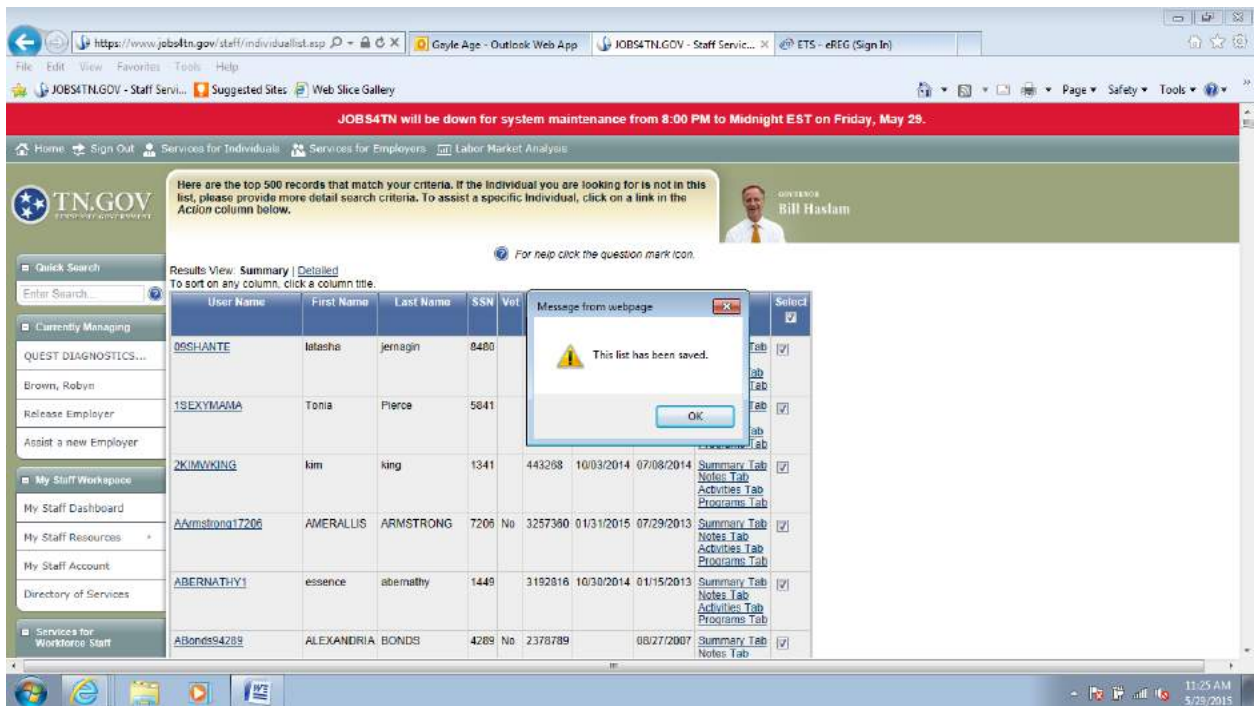 https://www.jobs4tn.gov/staff/individuallist.asp
Gayle Age - Outlook Web App
JOBS4TN.GOV - Staff Servic...
ETS - eREG (Sign In)
File Edit View Favorites Tools Help
JOBS4TN.GOV - Staff Servi... Suggested Sites Web Slice Gallery
Page Safety Tools
JOBS4TN will be down for system maintenance from 8:00 PM to Midnight EST on Friday, May 29.
Home Sign Out Services for Individuals Services for Employers Labor Market Analysis
TN.GOV
Here are the top 500 records that match your criteria. If the individual you are looking for is not in this
list, please provide more detail search criteria. To assist a specific individual, click on a link in the
Action column below.
GOVERNOR
Bill Haslam
For help click the question mark icon.
Quick Search
Enter Search...
Currently Managing
QUEST DIAGNOSTICS...
Brown, Robyn
Release Employer
Assist a new Employer
My Staff Workspace
My Staff Dashboard
My Staff Resources
My Staff Account
Directory of Services
Services for
Workforce Staff
Results View: Summary | Detailed
To sort on any column, click a column title.
User Name First Name Last Name SSN Vet Select
09SHANTE latasha jernagin 8480 Tab
ab
Tab
1SEXYMAMA Tonia Pierce 5841 Tab
ab
Tab
2KIMWKING kim king 1341 443268 10/03/2014 07/08/2014 Summary Tab
Notes Tab
Activities Tab
Programs Tab
AArmstrong17206 AMERALLIS ARMSTRONG 7206 No 3257360 01/31/2015 07/29/2013 Summary Tab
Notes Tab
Activities Tab
Programs Tab
ABERNATHY1 essence abernathy 1449 3192816 10/30/2014 01/15/2013 Summary Tab
Notes Tab
Activities Tab
Programs Tab
ABonds94289 ALEXANDRIA BONDS 4289 No 2378789 08/27/2007 Summary Tab
Notes Tab
Message from webpage
This list has been saved.
OK
11:25 AM
5/29/2015